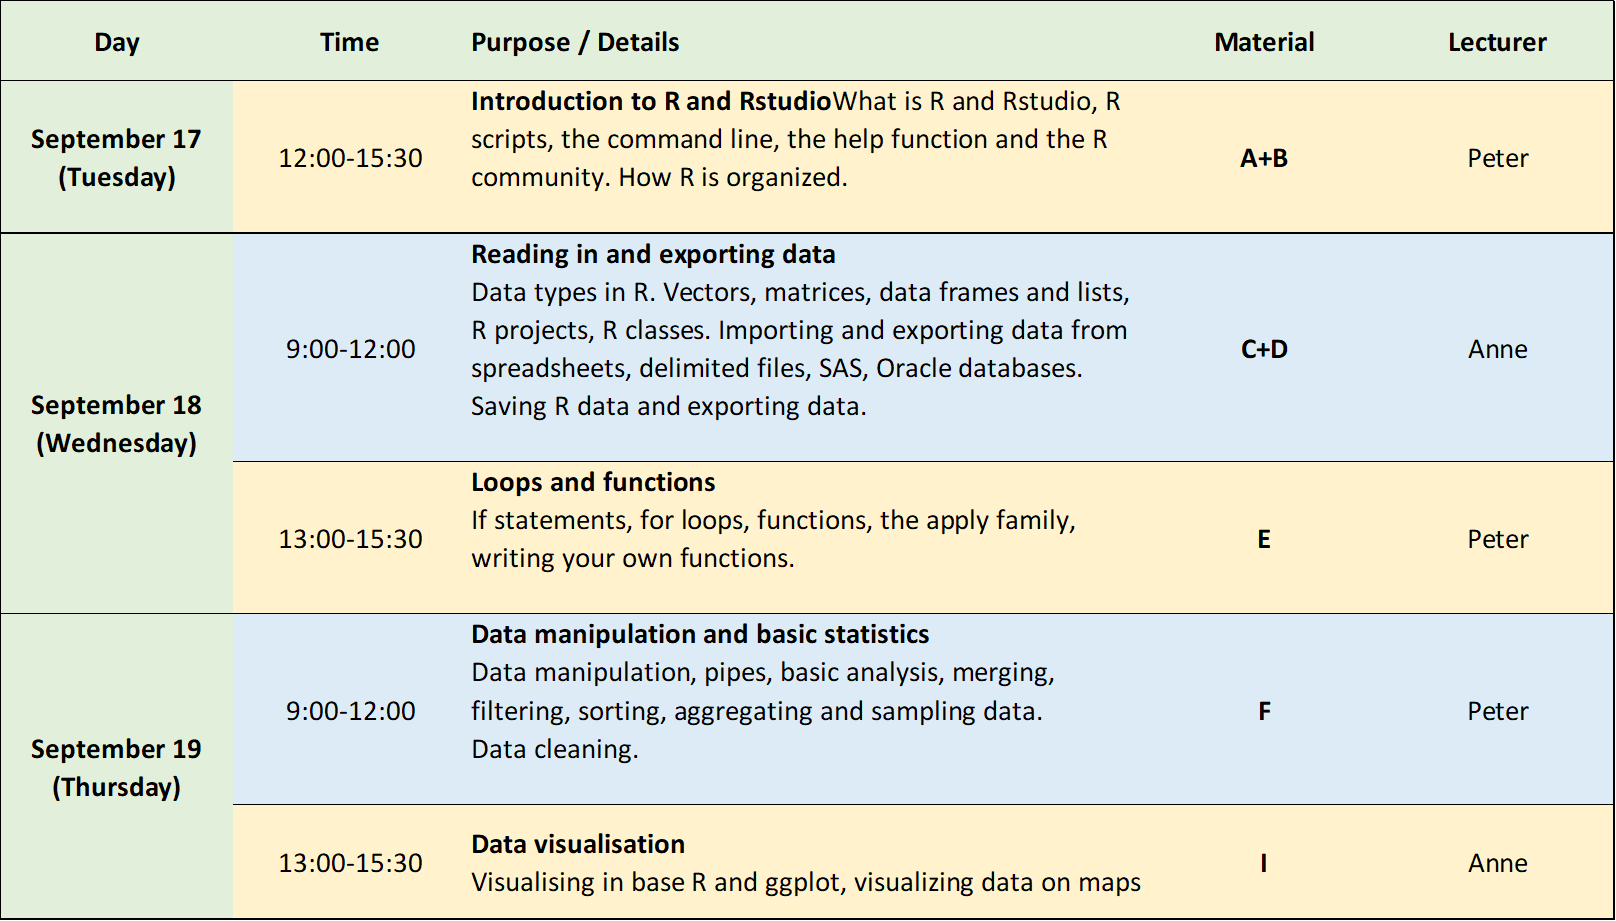 Day Time Purpose / Details Material Lecturer
September 17
(Tuesday)
12:00-15:30
Introduction to R and RstudioWhat is R and Rstudio, R
scripts, the command line, the help function and the R
community. How R is organized.
A+B
Peter
September 18
(Wednesday)
9:00-12:00
Reading in and exporting data
Data types in R. Vectors, matrices, data frames and lists,
R projects, R classes. Importing and exporting data from
spreadsheets, delimited files, SAS, Oracle databases.
Saving R data and exporting data.
C+D
Anne
13:00-15:30
Loops and functions
If statements, for loops, functions, the apply family,
writing your own functions.
E
Peter
September 19
(Thursday)
9:00-12:00
Data manipulation and basic statistics
Data manipulation, pipes, basic analysis, merging,
filtering, sorting, aggregating and sampling data.
Data cleaning.
F
Peter
13:00-15:30
Data visualisation
Visualising in base R and ggplot, visualizing data on maps
I
Anne